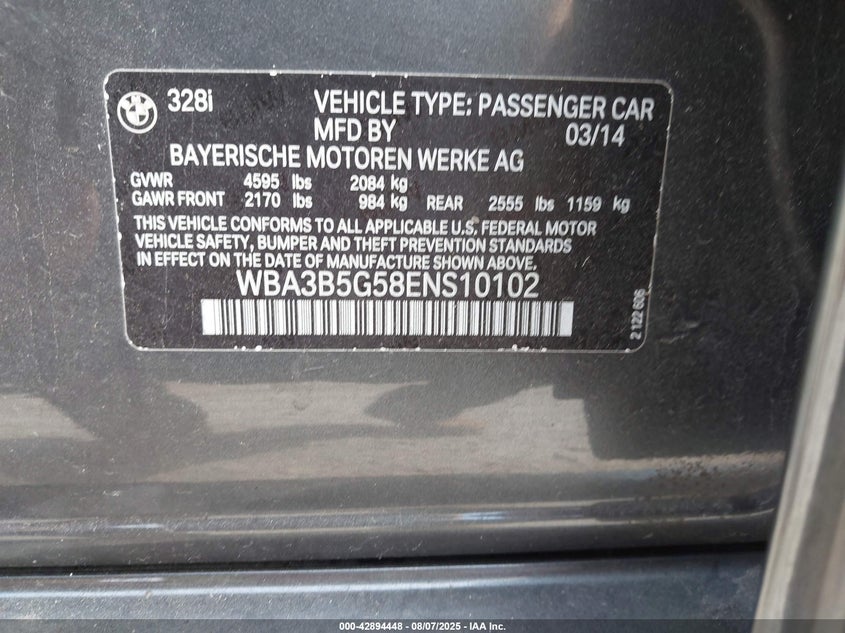 328i VEHICLE TYPE: PASSENGER CAR
MFD BY 03/14
BAYERISCHE MOTOREN WERKE AG
GVWR 4595 lbs 2084 kg
GAWR FRONT 2170 lbs 984 kg REAR 2555 lbs 1159 kg
THIS VEHICLE CONFORMS TO ALL APPLICABLE U.S. FEDERAL MOTOR
VEHICLE SAFETY, BUMPER AND THEFT PREVENTION STANDARDS
IN EFFECT ON THE DATE OF MANUFACTURE SHOWN ABOVE.
WBA3B5G58ENS10102
2 122 606
000-42894448 - 08/07/2025 - IAA Inc.